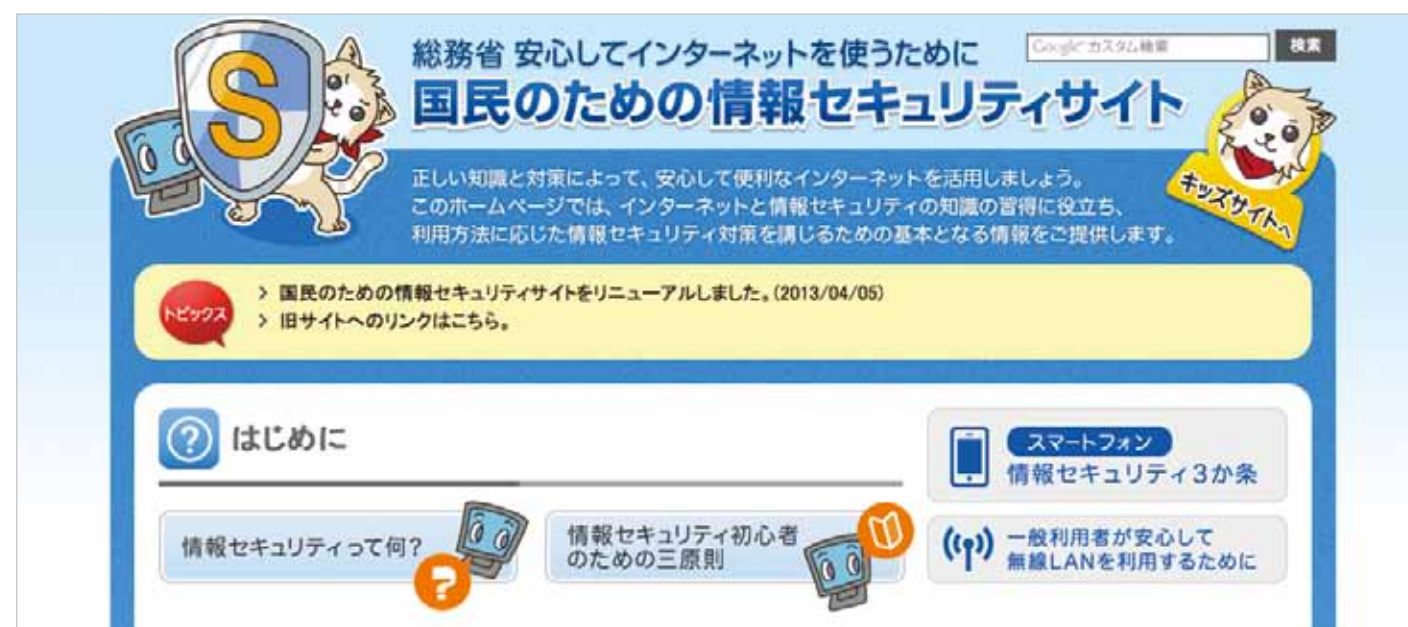 総務省 安心してインターネットを使うために
Google カスタム検索
検索
国民のための情報セキュリティサイト
S
キッズサイトへ
正しい知識と対策によって、安心して便利なインターネットを活用しましょう。
このホームページでは、インターネットと情報セキュリティの知識の習得に役立ち、
利用方法に応じた情報セキュリティ対策を講じるための基本となる情報をご提供します。
トピックス
> 国民のための情報セキュリティサイトをリニューアルしました。(2013/04/05)
> 旧サイトへのリンクはこちら。
? はじめに
情報セキュリティって何?
?
情報セキュリティ初心者
のための三原則
スマートフォン
情報セキュリティ3か条
一般利用者が安心して
無線LANを利用するために